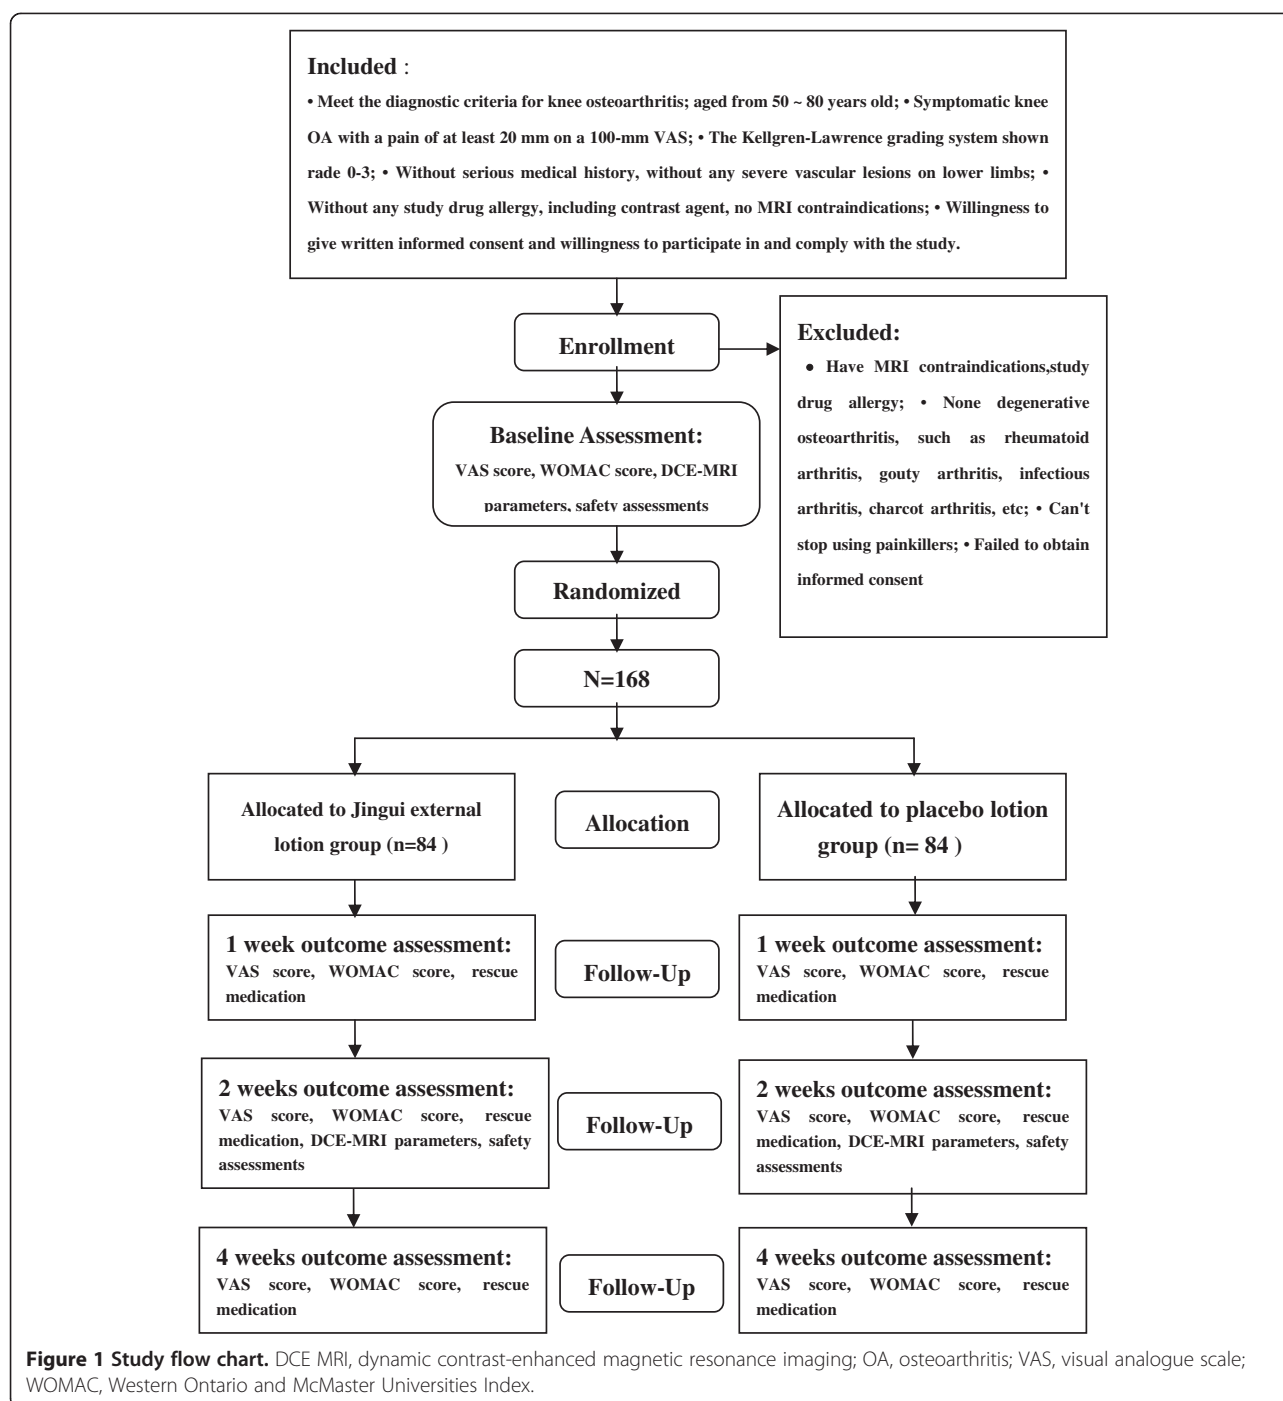 Included :
• Meet the diagnostic criteria for knee osteoarthritis; aged from 50 ~ 80 years old; • Symptomatic knee
OA with a pain of at least 20 mm on a 100-mm VAS; • The Kellgren-Lawrence grading system shown
rade 0-3; • Without serious medical history, without any severe vascular lesions on lower limbs; •
Without any study drug allergy, including contrast agent, no MRI contraindications; • Willingness to
give written informed consent and willingness to participate in and comply with the study.
Enrollment
Excluded:
• Have MRI contraindications,study
drug allergy; • None degenerative
osteoarthritis, such as rheumatoid
arthritis, gouty arthritis, infectious
arthritis, charcot arthritis, etc; • Can't
stop using painkillers; • Failed to obtain
informed consent
Baseline Assessment:
VAS score, WOMAC score, DCE-MRI
parameters, safety assessments
Randomized
N=168
Allocated to Jingui external
lotion group (n=84 )
Allocation
Allocated to placebo lotion
group (n= 84 )
1 week outcome assessment:
VAS score, WOMAC score, rescue
medication
Follow-Up
1 week outcome assessment:
VAS score, WOMAC score, rescue
medication
2 weeks outcome assessment:
VAS score, WOMAC score, rescue
medication, DCE-MRI parameters, safety
assessments
Follow-Up
2 weeks outcome assessment:
VAS score, WOMAC score, rescue
medication, DCE-MRI parameters, safety
assessments
4 weeks outcome assessment:
VAS score, WOMAC score, rescue
medication
Follow-Up
4 weeks outcome assessment:
VAS score, WOMAC score, rescue
medication
Figure 1 Study flow chart. DCE MRI, dynamic contrast-enhanced magnetic resonance imaging; OA, osteoarthritis; VAS, visual analogue scale;
WOMAC, Western Ontario and McMaster Universities Index.